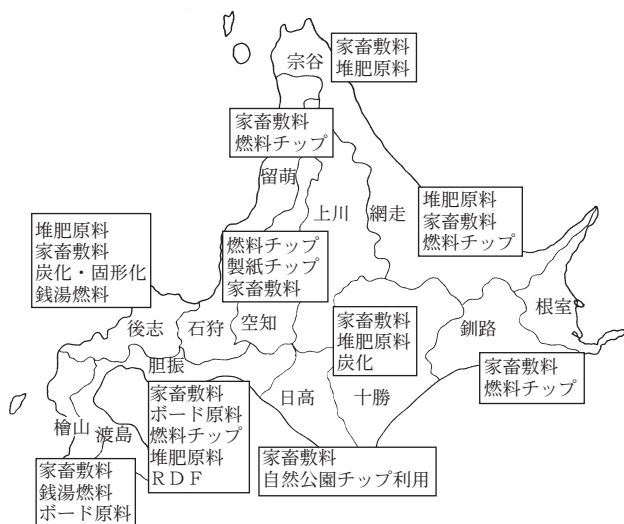 宗谷
家畜敷料
堆肥原料
家畜敷料
燃料チップ
留萌
上川
網走
堆肥原料
家畜敷料
燃料チップ
堆肥原料
家畜敷料
炭化・固形化
銭湯燃料
燃料チップ
製紙チップ
家畜敷料
根室
後志
石狩
空知
家畜敷料
堆肥原料
炭化
釧路
胆振
家畜敷料
燃料チップ
日高
十勝
檜山
渡島
家畜敷料
ボード原料
燃料チップ
堆肥原料
RDF
家畜敷料
自然公園チップ利用
家畜敷料
銭湯燃料
ボード原料